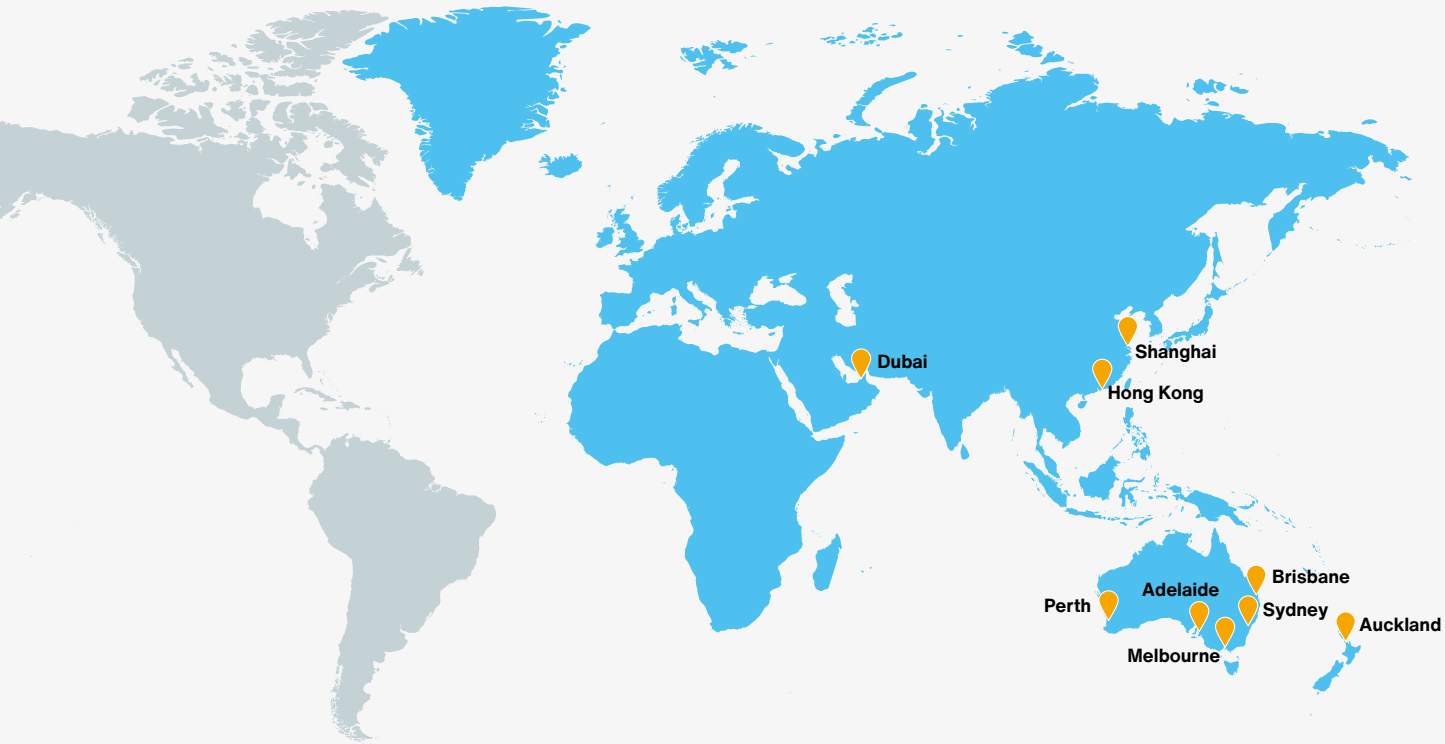 Shanghai
Dubai
Hong Kong
Brisbane
Adelaide
Perth
Sydney
Auckland
Melbourne